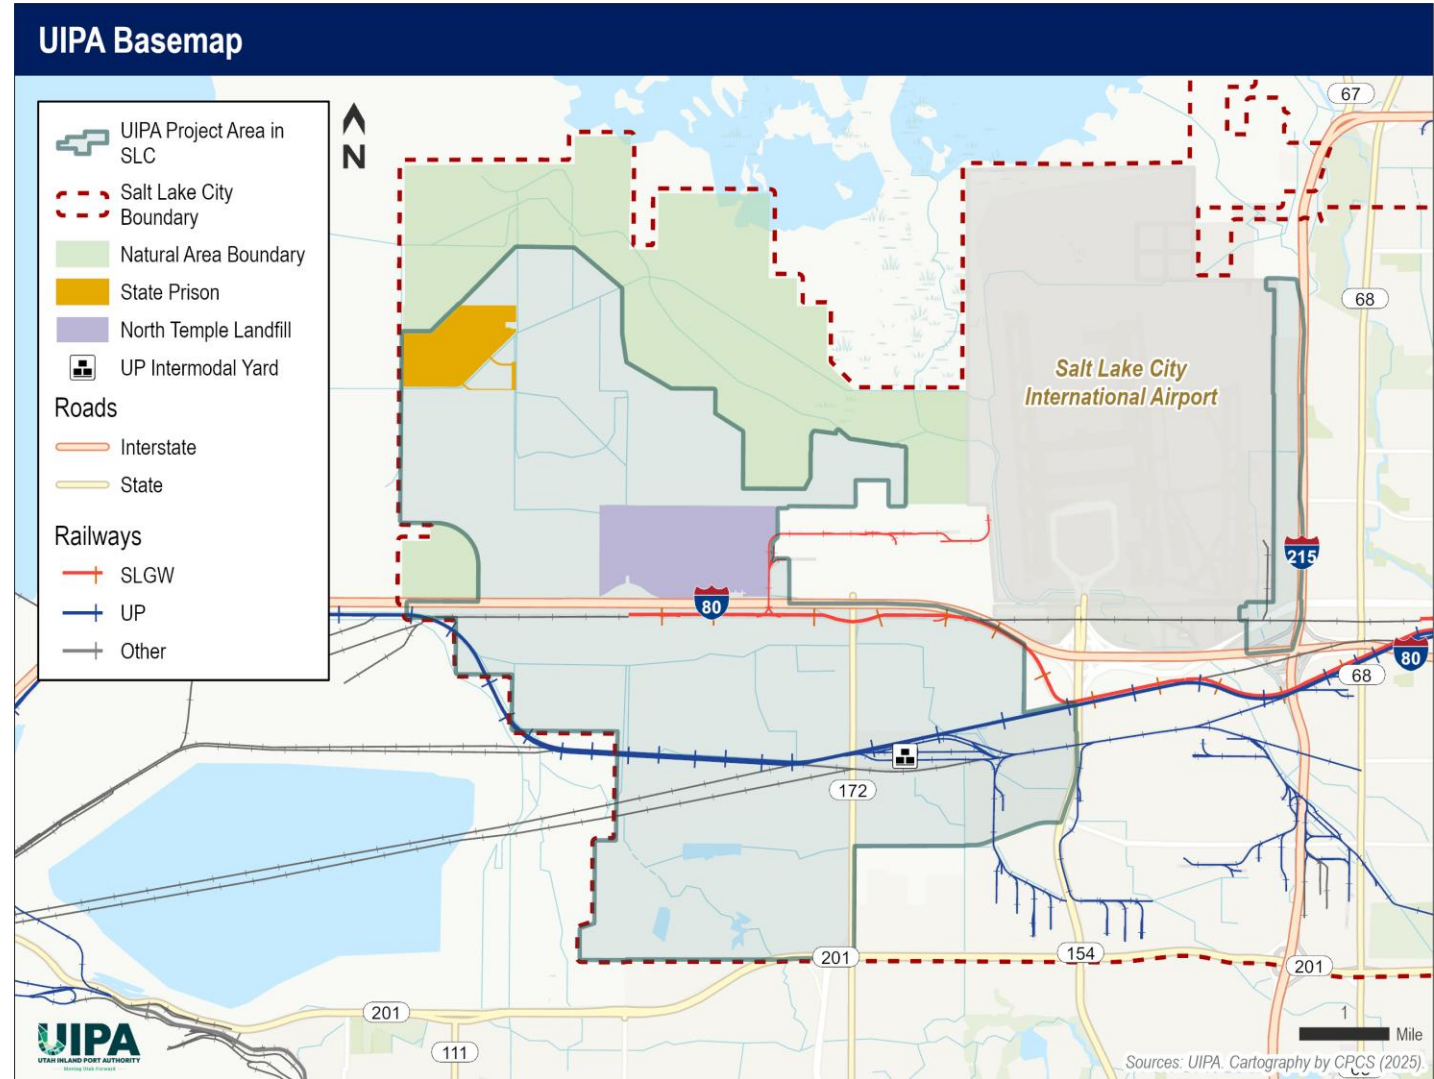 UIPA Basemap
UIPA Project Area in
SLC
Salt Lake City
Boundary
Natural Area Boundary
State Prison
North Temple Landfill
UP Intermodal Yard
Roads
Interstate
State
Railways
SLGW
UP
Other
N
67
68
Salt Lake City
International Airport
215
80
80
68
172
201
154
201
201
111
1
Mile
UIPA
UTAH INLAND PORT AUTHORITY
Moving Utah Forward
Sources: UIPA. Cartography by CPCS (2025).